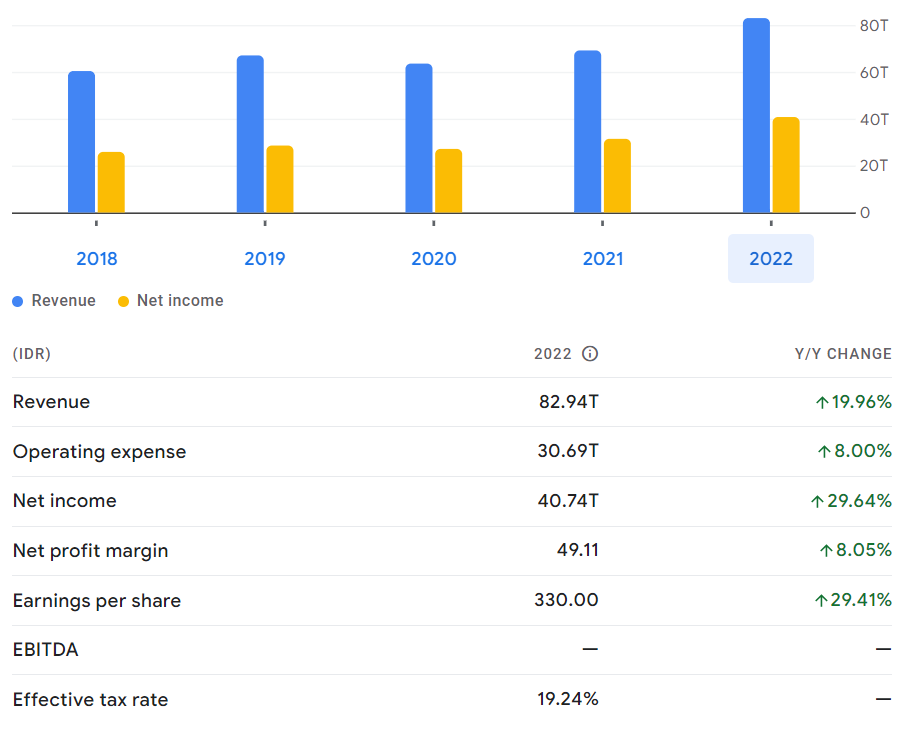 80T
60T
40T
20T
0
2018 2019 2020 2021 2022
Revenue Net income
(IDR) 2022 Y/Y CHANGE
Revenue 82.94T ↑19.96%
Operating expense 30.69T ↑8.00%
Net income 40.74T ↑29.64%
Net profit margin 49.11 ↑8.05%
Earnings per share 330.00 ↑29.41%
EBITDA — —
Effective tax rate 19.24% —